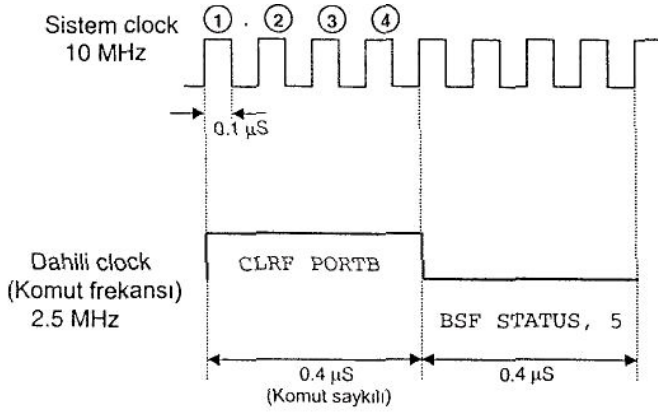 Sistem clock
10 MHz
1 . 2 3 4
0.1 µS
Dahili clock
(Komut frekansı)
2.5 MHz
CLRF PORTB
BSF STATUS, 5
0.4 µS
(Komut saykılı)
0.4 µS